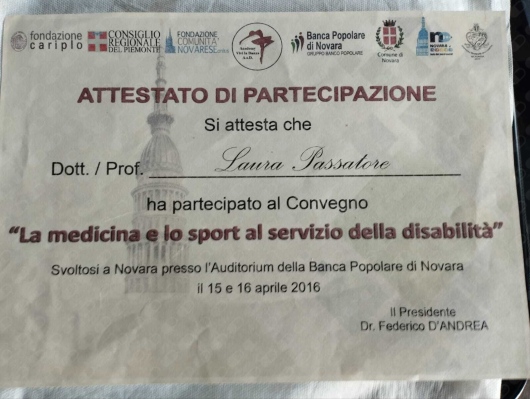 fondazione
cariplo
CONSIGLIO
REGIONALE
DEL PIEMONTE
FONDAZIONE
COMUNITÀ
NOVARESE
Banca Popolare
di Novara
GRUPPO BANCO POPOLARE
Comune di
Novara
ATTESTATO DI PARTECIPAZIONE
Si attesta che
Dott. / Prof. Laura Passatore
ha partecipato al Convegno
“La medicina e lo sport al servizio della disabilità”
Svoltosi a Novara presso l'Auditorium della Banca Popolare di Novara
il 15 e 16 aprile 2016
Il Presidente
Dr. Federico D'ANDREA